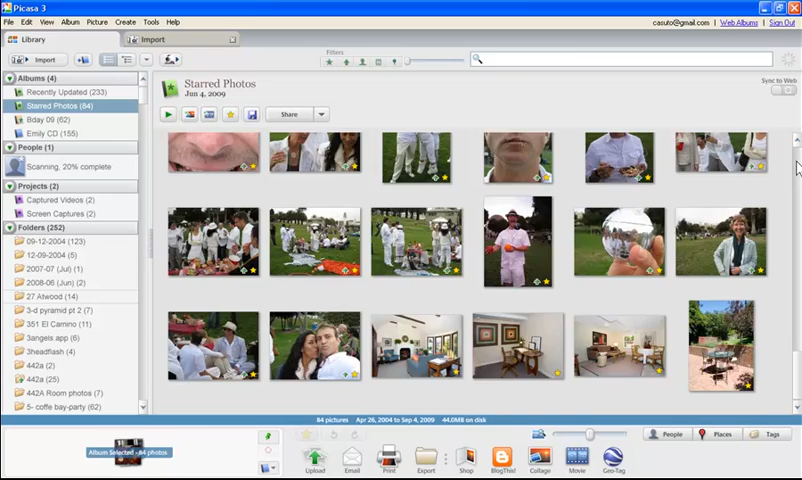 Picasa 3
File Edit View Album Picture Create Tools Help
casuto@gmail.com Web Albums Sign Out
Library
Import
Import
Filters
Albums (4)
Recently Updated (233)
Starred Photos (84)
Bday 09 (62)
Emily CD (155)
People (1)
Scanning, 20% complete
Projects (2)
Captured Videos (2)
Screen Captures (2)
Folders (252)
09-12-2004 (123)
12-09-2004 (5)
2007-07 (Jul) (1)
2008-06 (Jun) (2)
27 Atwood (14)
3-d pyramid pt 2 (7)
351 El Camino (11)
3angels.app (6)
3headflash (4)
442a (2)
442a (25)
442A Room photos (7)
5- coffe bay-party (62)
Starred Photos
Jun 4, 2009
Sync to Web
Share
84 pictures Apr 26, 2004 to Sep 4, 2009 44.0MB on disk
Album Selected - 84 photos
People Places Tags
Upload Email Print Export Shop BlogThis! Collage Movie Geo-Tag